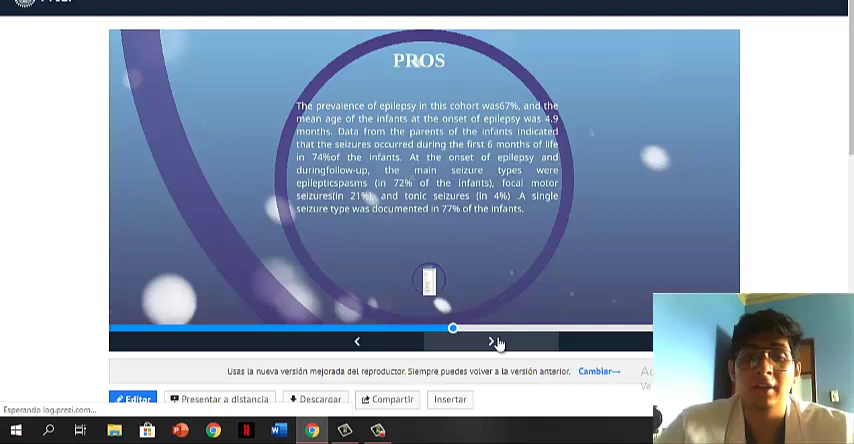 PROS
The prevalence of epilepsy in this cohort was67%, and the
mean age of the infants at the onset of epilepsy was 4.9
months. Data from the parents of the infants indicated
that the seizures occurred during the first 6 months of life
in 74%of the infants. At the onset of epilepsy and
duringfollow-up, the main seizure types were
epilepticspasms (in 72% of the infants), focal motor
seizures(in 21%), and tonic seizures (in 4%) .A single
seizure type was documented in 77% of the infants.
Usas la nueva versión mejorada del reproductor. Siempre puedes volver a la versión anterior. Cambiar→
Editar
Presentar a distancia
Descargar
Compartir
Insertar
Esperando log.prezi.com...